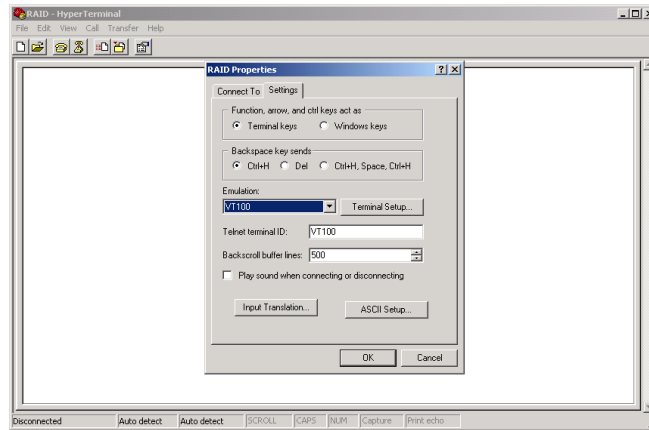 RAID - HyperTerminal
File Edit View Call Transfer Help
RAID Properties
Connect To Settings
Function, arrow, and ctrl keys act as
Terminal keys Windows keys
Backspace key sends
Ctrl+H Del Ctrl+H, Space, Ctrl+H
Emulation:
VT100 Terminal Setup...
Telnet terminal ID: VT100
Backscroll buffer lines: 500
Play sound when connecting or disconnecting
Input Translation... ASCII Setup...
OK Cancel
Disconnected Auto detect Auto detect SCROLL CAPS NUM Capture Print echo